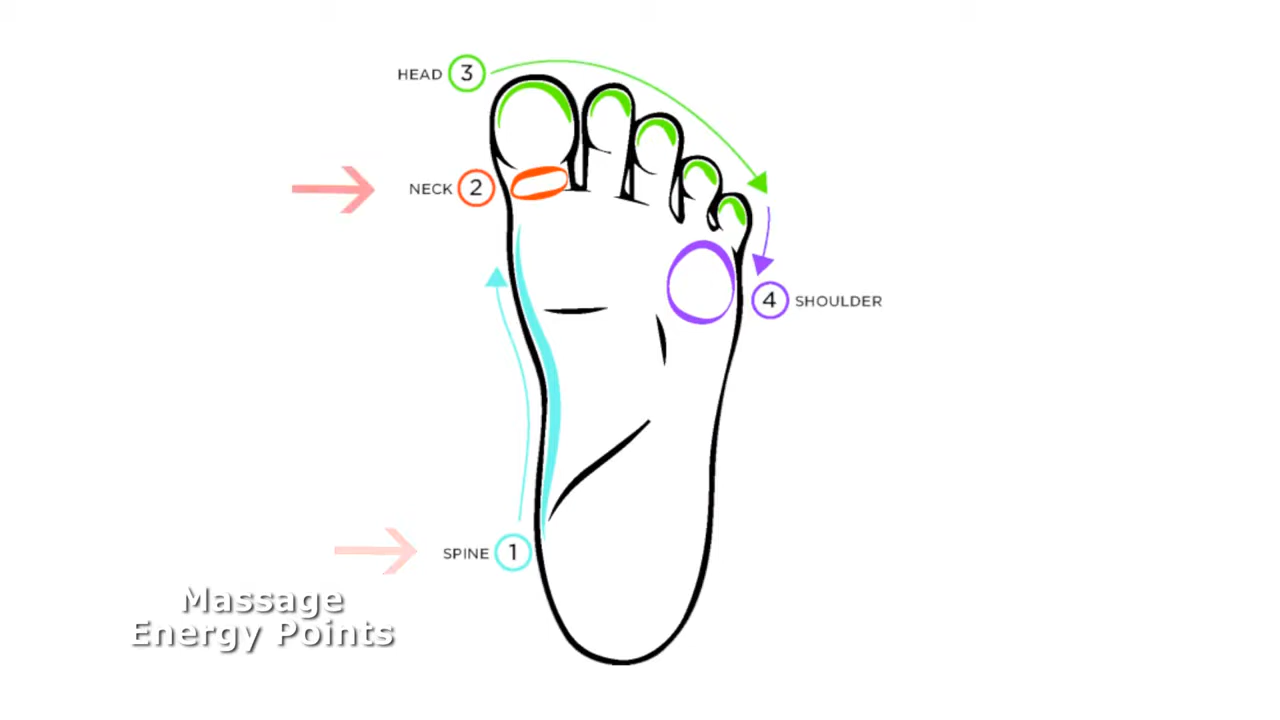 HEAD 3
NECK 2
4 SHOULDER
SPINE 1
Massage
Energy Points